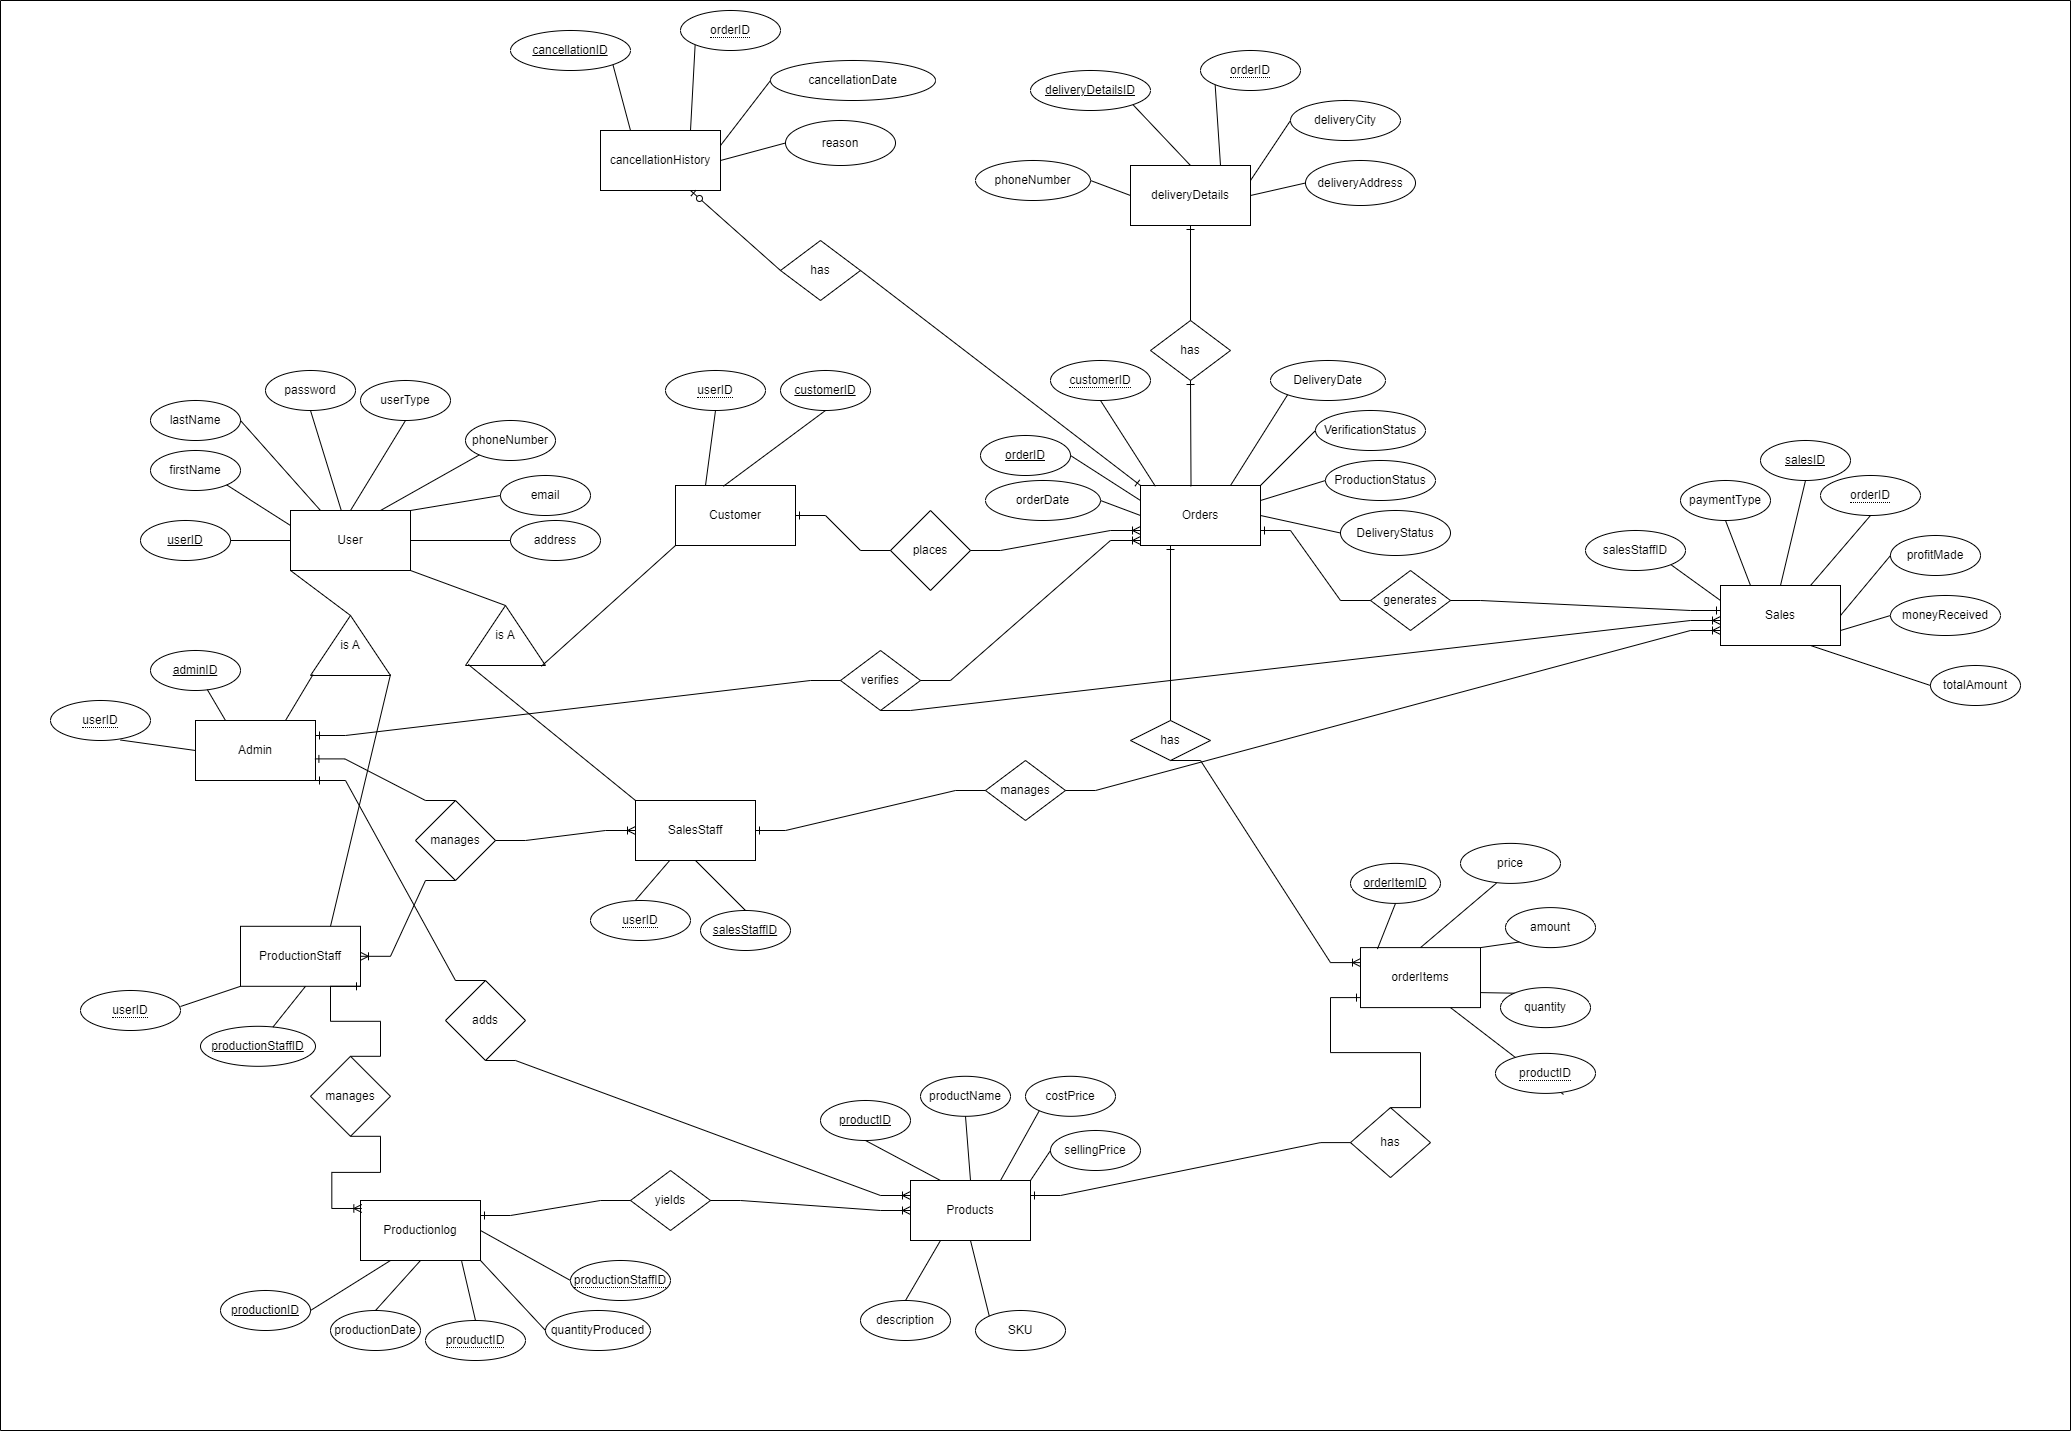 orderID
cancellationID
cancellationDate
reason
cancellationHistory
orderID
deliveryDetailsID
deliveryCity
phoneNumber
deliveryAddress
deliveryDetails
has
has
password
userType
lastName
phoneNumber
firstName
email
userID
User
address
userID
customerID
Customer
places
customerID
DeliveryDate
VerificationStatus
orderID
ProductionStatus
orderDate
Orders
DeliveryStatus
salesID
paymentType
orderID
salesStaffID
profitMade
generates
Sales
moneyReceived
totalAmount
is A
is A
adminID
userID
Admin
verifies
has
manages
manages
SalesStaff
userID
salesStaffID
ProductionStaff
userID
productionStaffID
adds
manages
price
orderItemID
amount
orderItems
quantity
productID
has
productName
costPrice
productID
sellingPrice
yields
Products
description
SKU
Productionlog
productionStaffID
productionID
productionDate
prouductID
quantityProduced